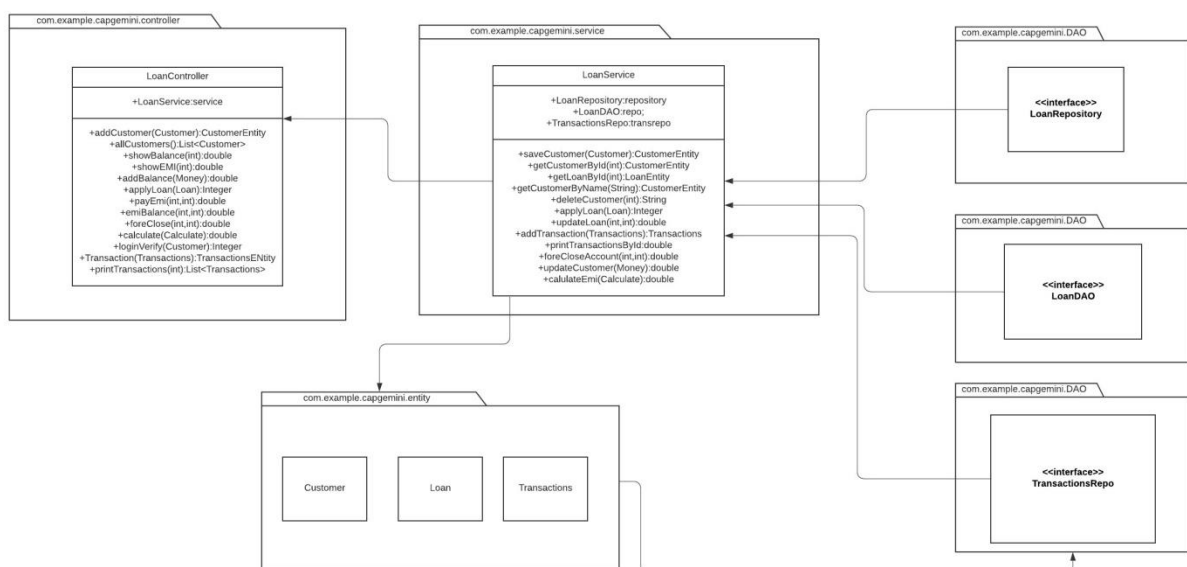 com.example.capgemini.controller
LoanController
+LoanService:service
+addCustomer(Customer):CustomerEntity
+allCustomers():List<Customer>
+showBalance(int):double
+showEMI(int):double
+addBalance(Money):double
+applyLoan(Loan):Integer
+payEmi(int,int):double
+emiBalance(int,int):double
+foreClose(int,int):double
+calculate(Calculate):double
+loginVerify(Customer):Integer
+Transaction(Transactions):TransactionsENtity
+printTransactions(int):List<Transactions>
com.example.capgemini.service
LoanService
+LoanRepository:repository
+LoanDAO:repo;
+TransactionsRepo:transrepo
+saveCustomer(Customer):CustomerEntity
+getCustomerById(int):CustomerEntity
+getLoanById(int):LoanEntity
+getCustomerByName(String):CustomerEntity
+deleteCustomer(int):String
+applyLoan(Loan):Integer
+updateLoan(int,int):double
+addTransaction(Transactions):Transactions
+printTransactionsById:double
+foreCloseAccount(int,int):double
+updateCustomer(Money):double
+calulateEmi(Calculate):double
com.example.capgemini.DAO
<<interface>>
LoanRepository
com.example.capgemini.DAO
<<interface>>
LoanDAO
com.example.capgemini.DAO
<<interface>>
TransactionsRepo
com.example.capgemini.entity
Customer
Loan
Transactions